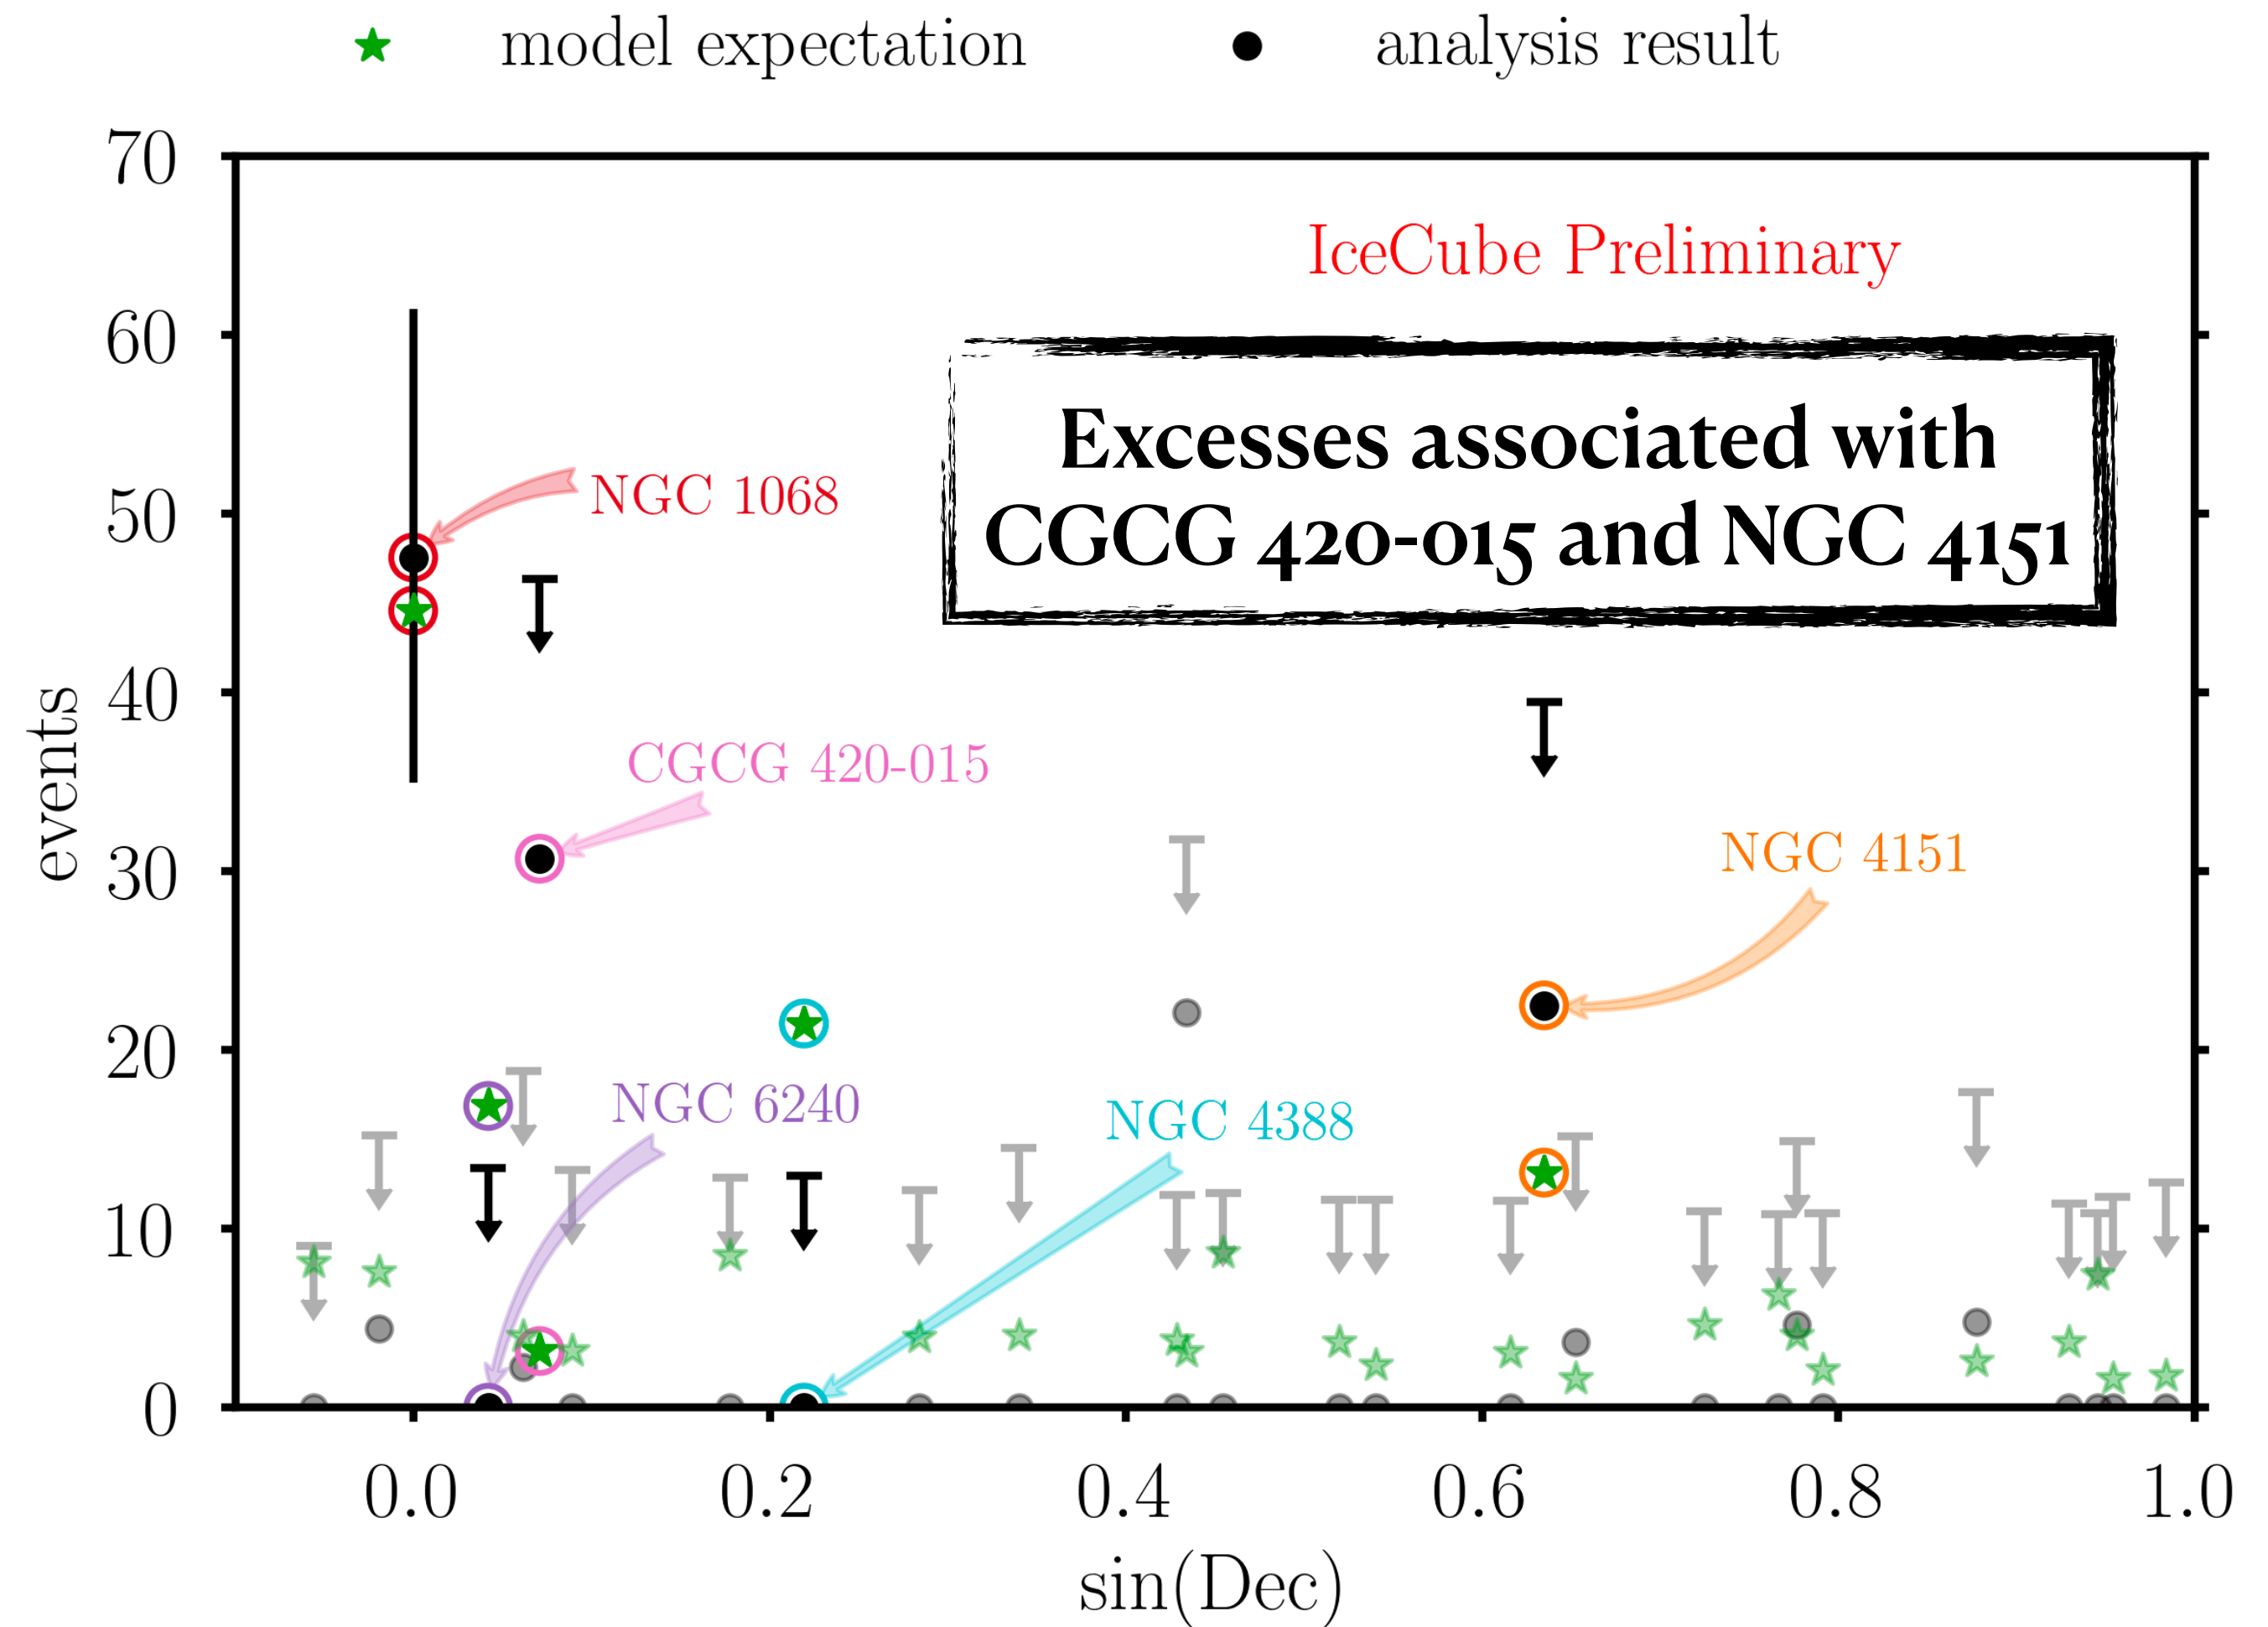 model expectation
analysis result
70
60
50
40
30
20
10
0
events
IceCube Preliminary
Excesses associated with
CGCG 420-015 and NGC 4151
NGC 1068
CGCG 420-015
NGC 4151
NGC 6240
NGC 4388
0.0
0.2
0.4
0.6
0.8
1.0
sin(Dec)